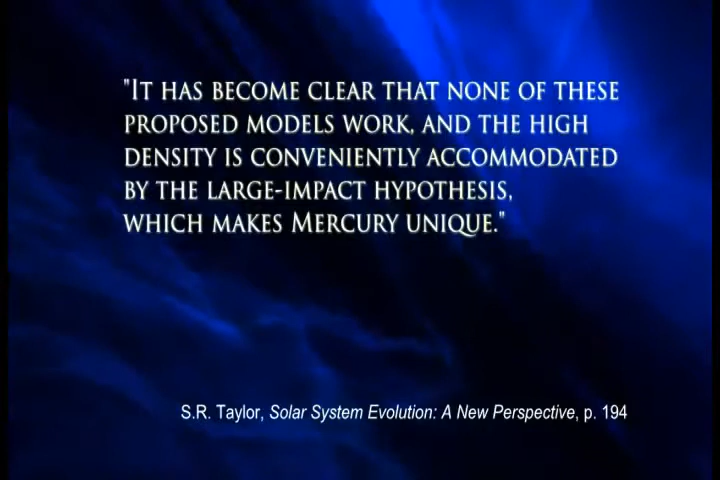 "It has become clear that none of these
proposed models work, and the high
density is conveniently accommodated
by the large-impact hypothesis,
which makes Mercury unique."
S.R. Taylor, Solar System Evolution: A New Perspective, p. 194